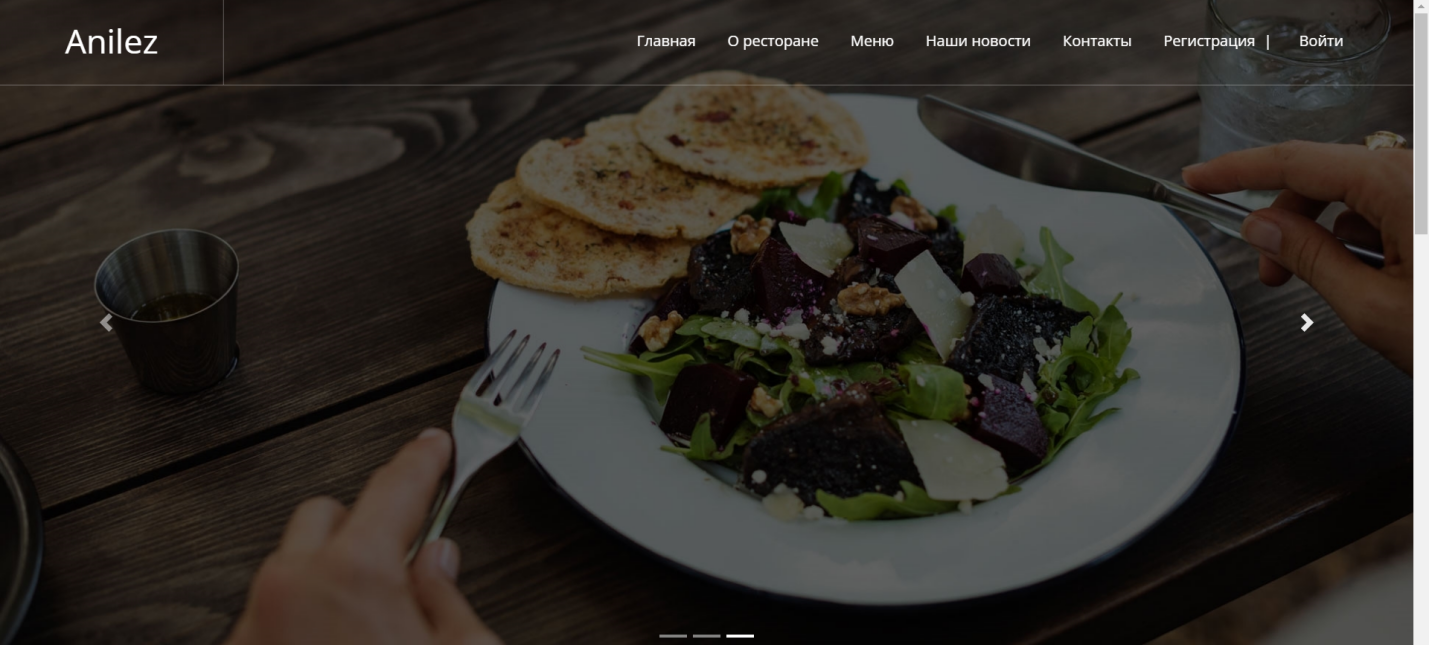 Anilez
Главная О ресторане Меню Наши новости Контакты Регистрация | Войти